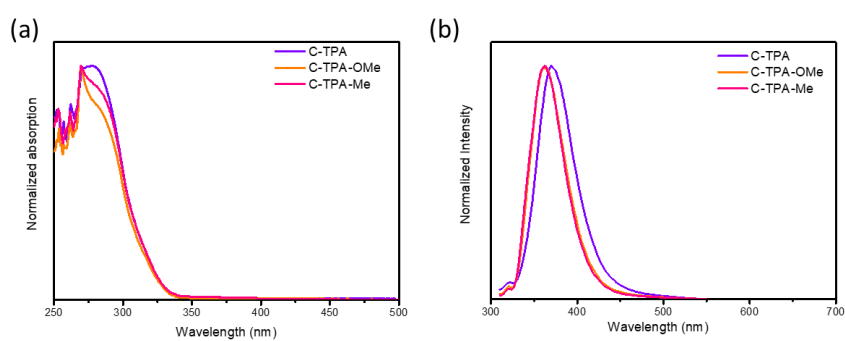 (a)
Normalized absorption
C-TPA
C-TPA-OMe
C-TPA-Me
250
300
350
400
450
500
Wavelength (nm)
(b)
Normalized Intensity
C-TPA
C-TPA-OMe
C-TPA-Me
300
400
500
600
700
Wavelength (nm)